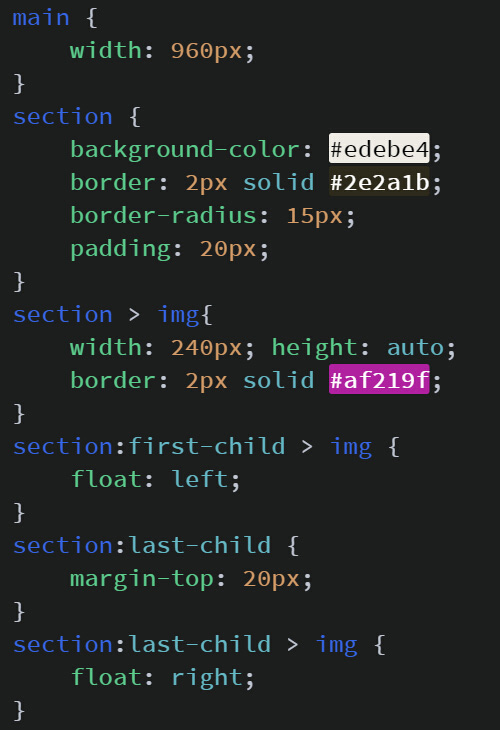 main {
    width: 960px;
}
section {
    background-color: #edebe4;
    border: 2px solid #2e2a1b;
    border-radius: 15px;
    padding: 20px;
}
section > img{
    width: 240px; height: auto;
    border: 2px solid #af219f;
}
section:first-child > img {
    float: left;
}
section:last-child {
    margin-top: 20px;
}
section:last-child > img {
    float: right;
}